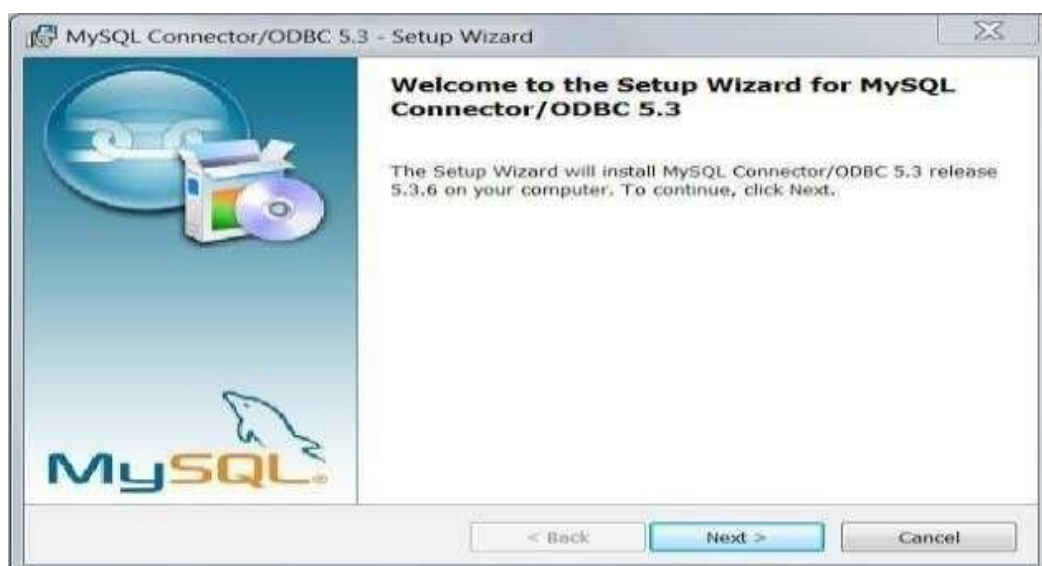 MySQL Connector/ODBC 5.3 - Setup Wizard
Welcome to the Setup Wizard for MySQL
Connector/ODBC 5.3
The Setup Wizard will install MySQL Connector/ODBC 5.3 release
5.3.6 on your computer. To continue, click Next.
MySQL®
< Back
Next >
Cancel